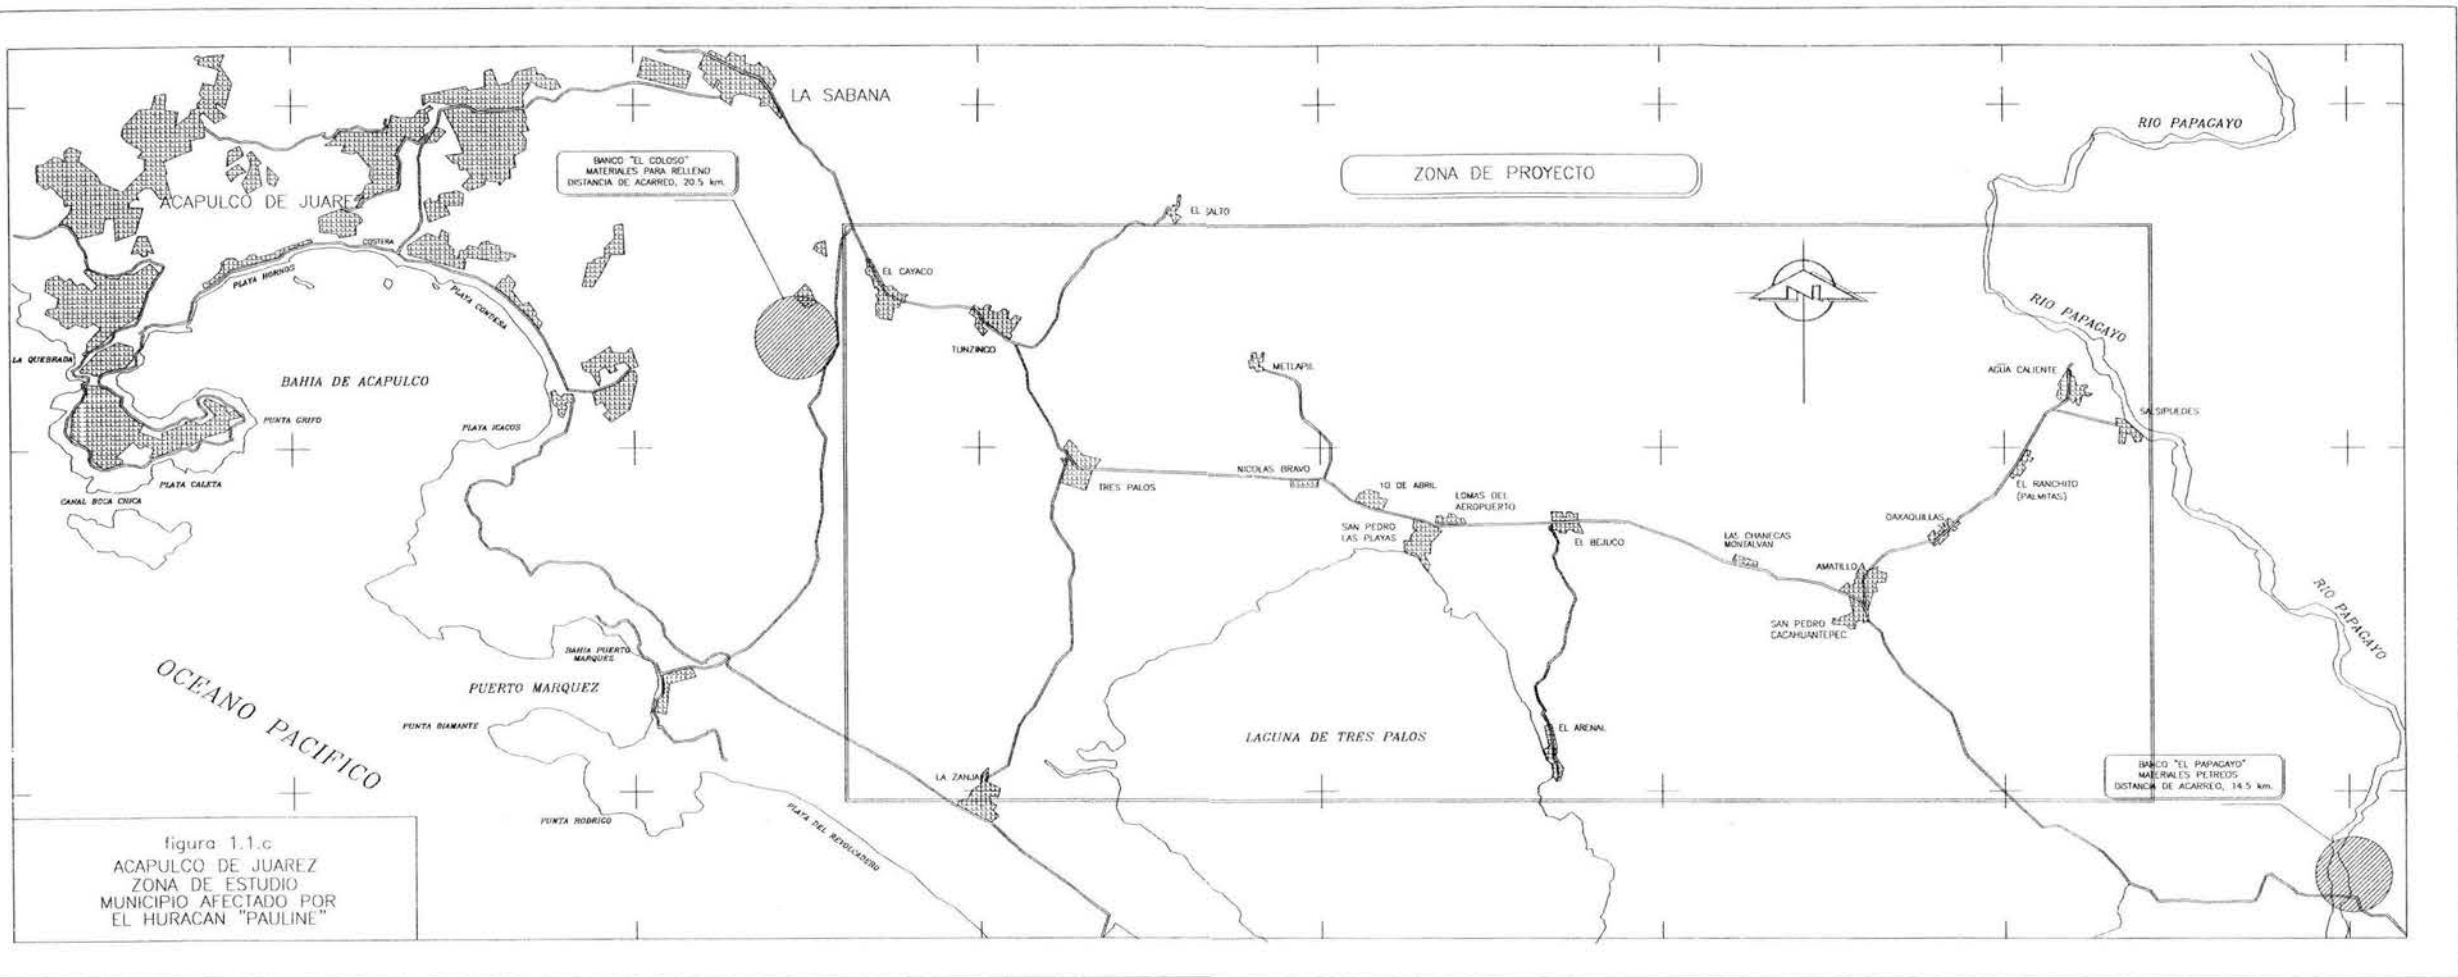 LA SABANA
RIO PAPAGAYO
BANCO "EL COLOSO"
MATERIALES PARA RELLENO
DISTANCIA DE ACARREO, 20.5 km.
ZONA DE PROYECTO
ACAPULCO DE JUAREZ
EL SALTO
COSTERA
EL CAYACO
PLAYA HORNOS
PLAYA CONDESA
RIO PAPAGAYO
LA QUEBRADA
TUNZINGO
METLAPIL
AGUA CALIENTE
BAHIA DE ACAPULCO
SALSIPUEDES
PUNTA GRIFO
PLAYA ICACOS
NICOLAS BRAVO
PLAYA CALETA
TRES PALOS
10 DE ABRIL
EL RANCHITO
(PALMITAS)
CANAL BOCA CHICA
LOMAS DEL
AEROPUERTO
OAXAQUILLAS
SAN PEDRO
LAS PLAYAS
EL BEJUCO
LAS CHANECAS
MONTALVAN
AMATILLO
RIO PAPAGAYO
SAN PEDRO
CACAHUANTEPEC
BAHIA PUERTO
MARQUES
OCEANO PACIFICO
PUERTO MARQUEZ
PUNTA DIAMANTE
LAGUNA DE TRES PALOS
EL ARENAL
LA ZANJA
BANCO "EL PAPAGAYO"
MATERIALES PETREOS
DISTANCIA DE ACARREO, 14.5 km.
PUNTA RODRIGO
PLAYA DEL REVOLCADERO
figura 1.1.c
ACAPULCO DE JUAREZ
ZONA DE ESTUDIO
MUNICIPIO AFECTADO POR
EL HURACAN "PAULINE"